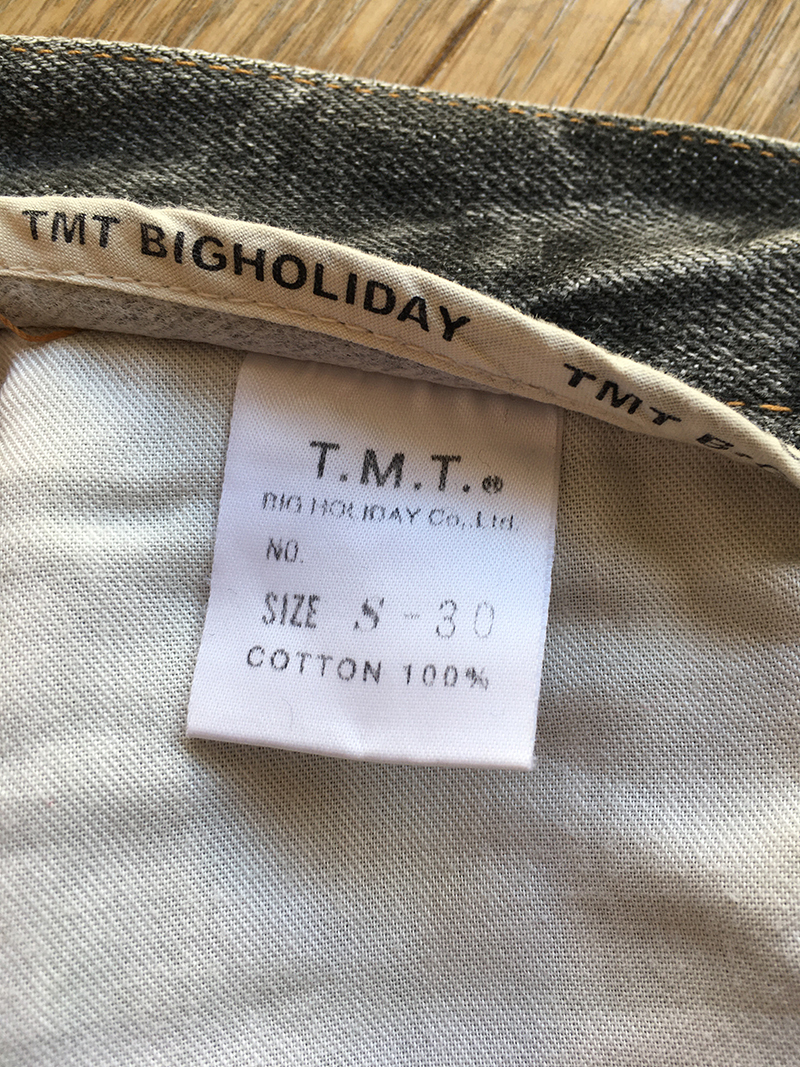 TMT BIGHOLIDAY TMT
T.M.T.®
BIG HOLIDAY Co,.Ltd.
NO.
SIZE S-30
COTTON 100%